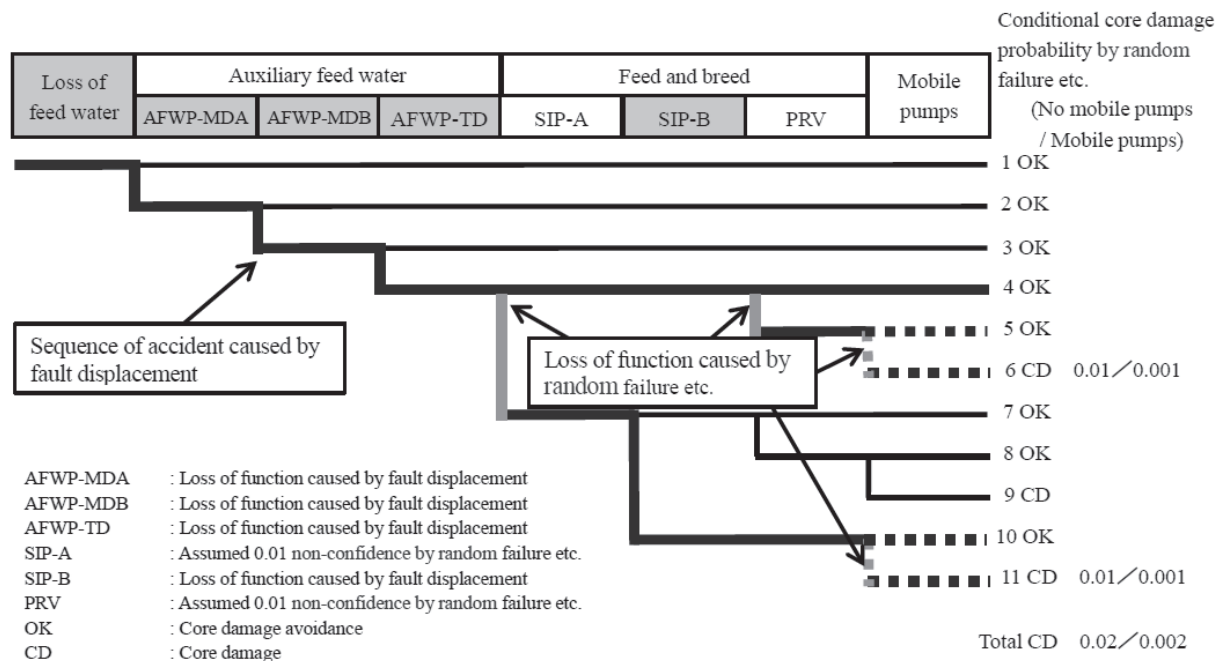 Conditional core damage
probability by random
failure etc.
(No mobile pumps
/ Mobile pumps)
Loss of
feed water
Auxiliary feed water
Feed and breed
Mobile
pumps
AFWP-MDA
AFWP-MDB
AFWP-TD
SIP-A
SIP-B
PRV
1 OK
2 OK
3 OK
4 OK
5 OK
6 CD 0.01/0.001
7 OK
8 OK
9 CD
10 OK
11 CD 0.01/0.001
Total CD 0.02/0.002
Sequence of accident caused by
fault displacement
Loss of function caused by
random failure etc.
AFWP-MDA : Loss of function caused by fault displacement
AFWP-MDB : Loss of function caused by fault displacement
AFWP-TD : Loss of function caused by fault displacement
SIP-A : Assumed 0.01 non-confidence by random failure etc.
SIP-B : Loss of function caused by fault displacement
PRV : Assumed 0.01 non-confidence by random failure etc.
OK : Core damage avoidance
CD : Core damage